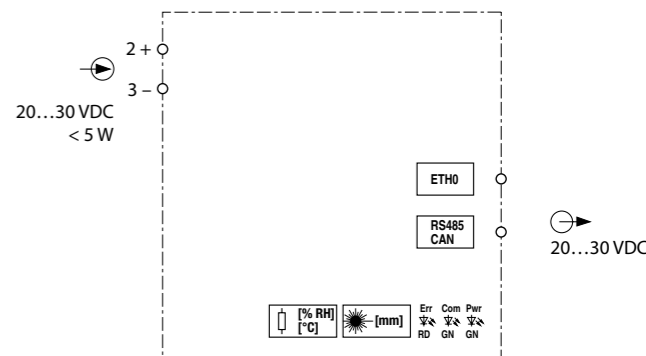 2 +
3 –
20…30 VDC
< 5 W
ETH0
RS485
CAN
20…30 VDC
[% RH]
[°C]
[mm]
Err Com Pwr
RD GN GN